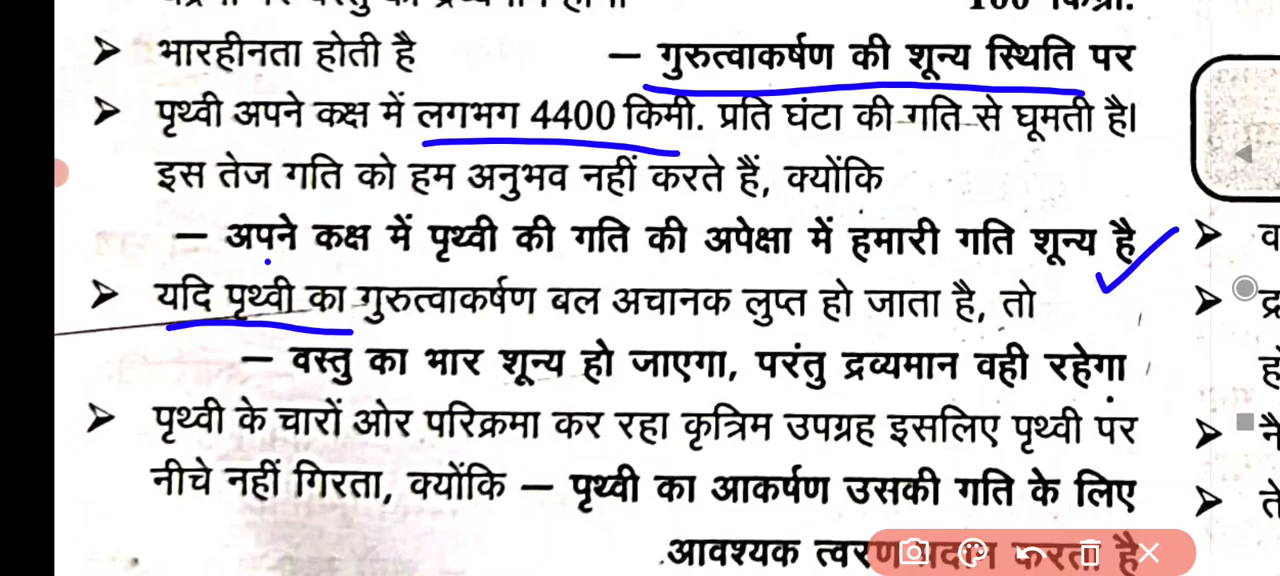 100 किग्रा.
➤ भारहीनता होती है – गुरुत्वाकर्षण की शून्य स्थिति पर
➤ पृथ्वी अपने कक्ष में लगभग 4400 किमी. प्रति घंटा की गति से घूमती है।
इस तेज गति को हम अनुभव नहीं करते हैं, क्योंकि
– अपने कक्ष में पृथ्वी की गति की अपेक्षा में हमारी गति शून्य है
➤ यदि पृथ्वी का गुरुत्वाकर्षण बल अचानक लुप्त हो जाता है, तो
– वस्तु का भार शून्य हो जाएगा, परंतु द्रव्यमान वही रहेगा
➤ पृथ्वी के चारों ओर परिक्रमा कर रहा कृत्रिम उपग्रह इसलिए पृथ्वी पर
नीचे नहीं गिरता, क्योंकि – पृथ्वी का आकर्षण उसकी गति के लिए
आवश्यक त्वरण प्रदान करता है